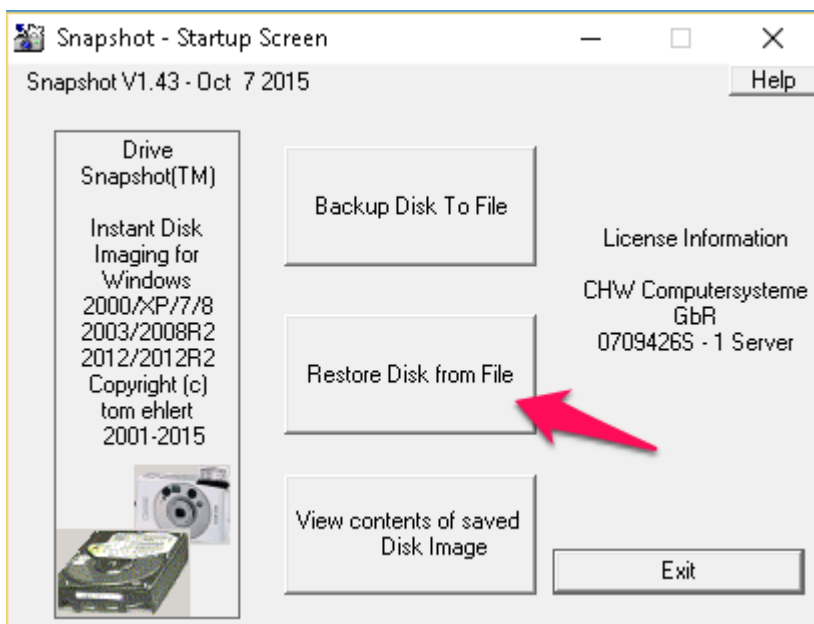 Snapshot - Startup Screen
Snapshot V1.43 - Oct 7 2015
Help
Drive
Snapshot(TM)
Instant Disk
Imaging for
Windows
2000/XP/7/8
2003/2008R2
2012/2012R2
Copyright (c)
tom ehlert
2001-2015
Backup Disk To File
Restore Disk from File
View contents of saved
Disk Image
License Information
CHW Computersysteme
GbR
0709426S - 1 Server
Exit